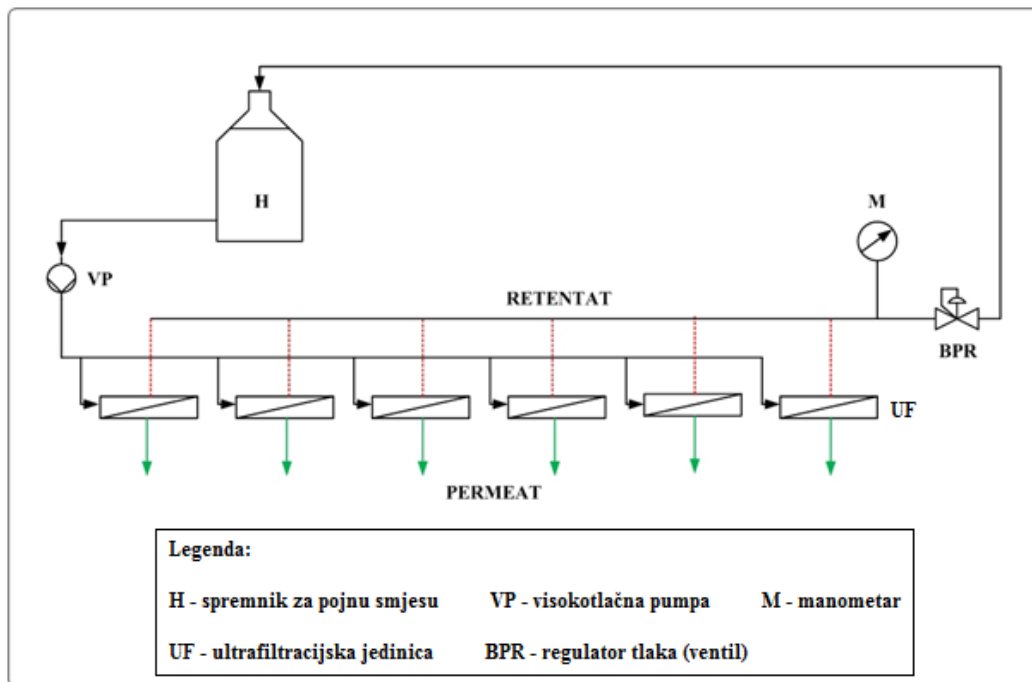 H
M
VP
RETENTAT
BPR
UF
PERMEAT
Legenda:
H - spremnik za pojnu smjesu VP - visokotlačna pumpa M - manometar
UF - ultrafiltracijska jedinica BPR - regulator tlaka (ventil)